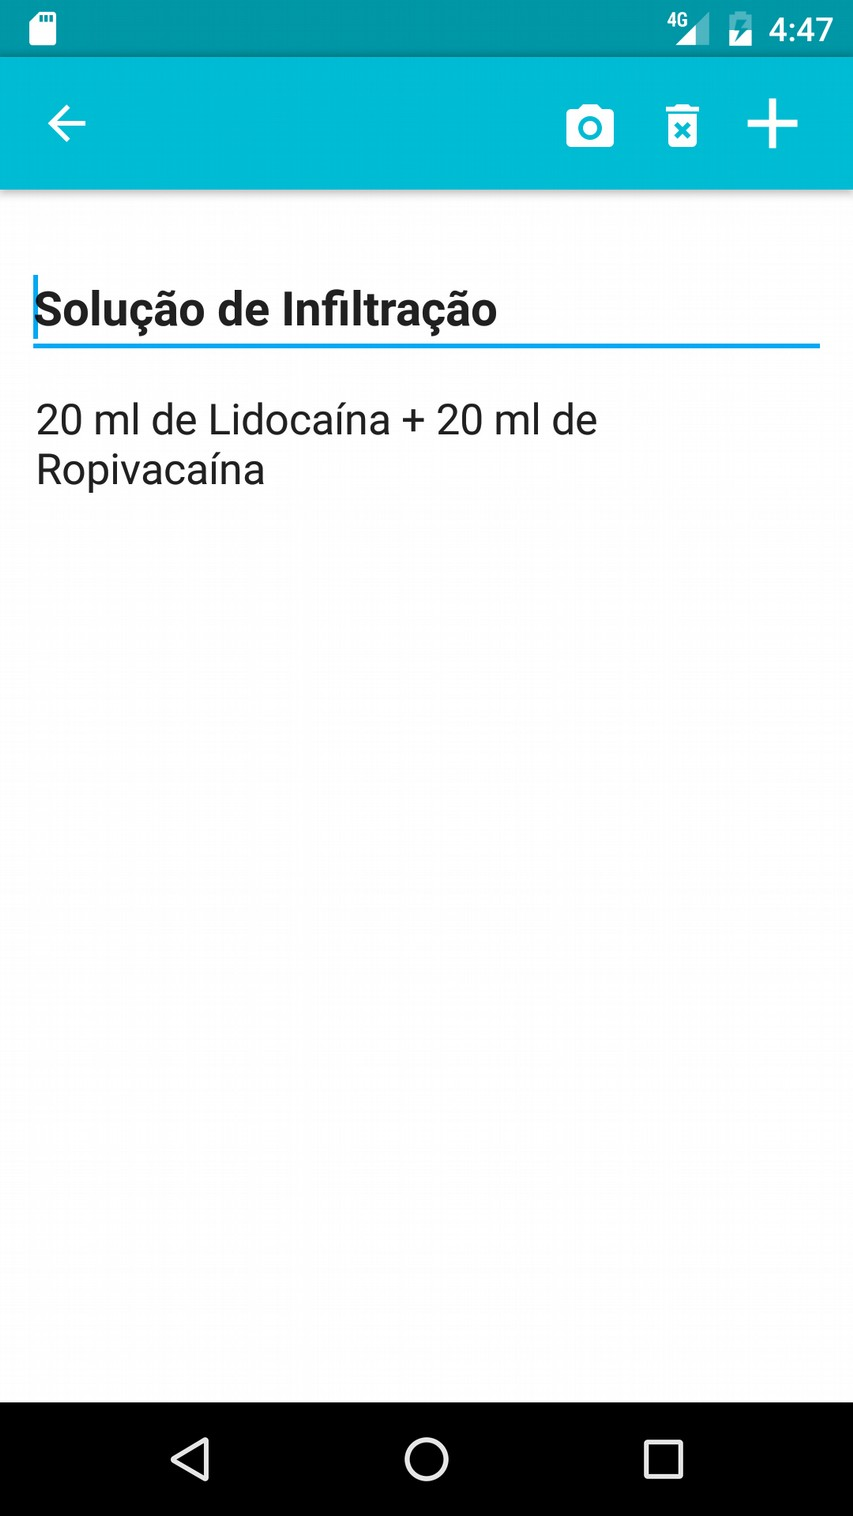 4G 4:47
Solução de Infiltração
20 ml de Lidocaína + 20 ml de
Ropivacaína